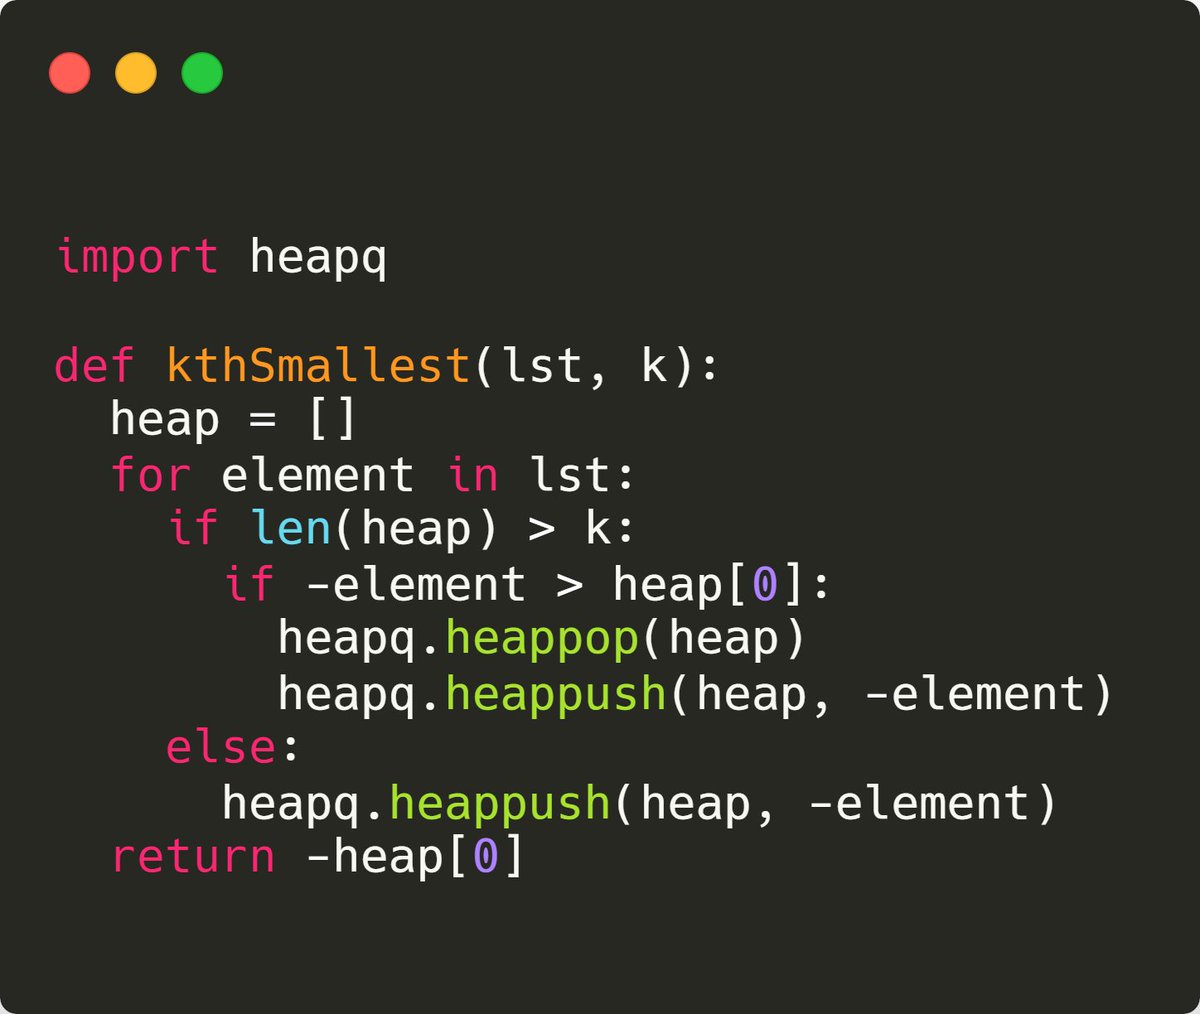 import heapq
def kthSmallest(lst, k):
  heap = []
  for element in lst:
    if len(heap) > k:
      if -element > heap[0]:
        heapq.heappop(heap)
        heapq.heappush(heap, -element)
    else:
      heapq.heappush(heap, -element)
  return -heap[0]